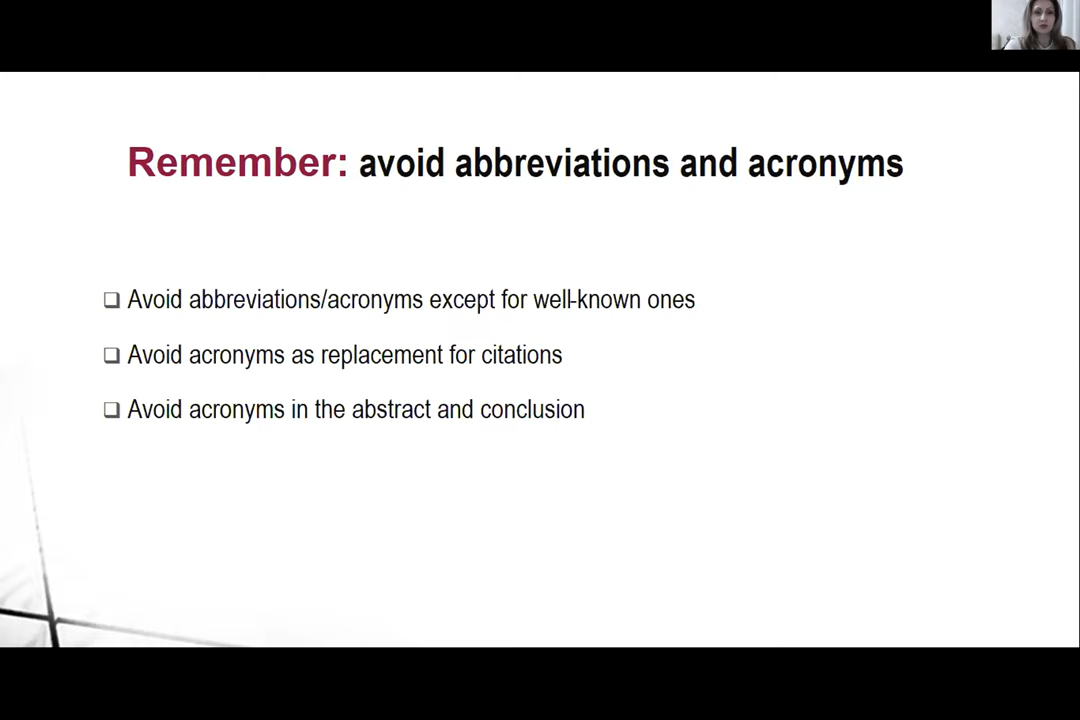 Remember: avoid abbreviations and acronyms
Avoid abbreviations/acronyms except for well-known ones
Avoid acronyms as replacement for citations
Avoid acronyms in the abstract and conclusion